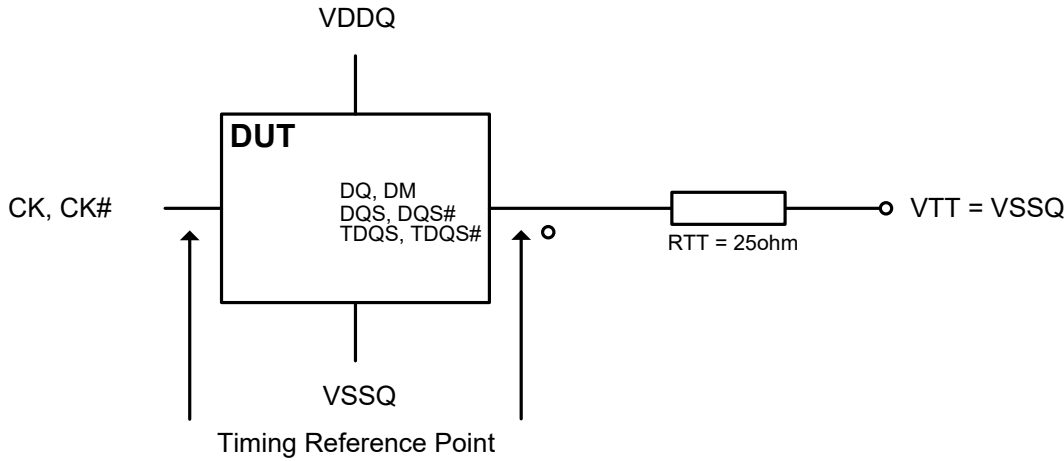 VDDQ
DUT
CK, CK#
DQ, DM
DQS, DQS#
TDQS, TDQS#
VTT = VSSQ
RTT = 25ohm
VSSQ
Timing Reference Point